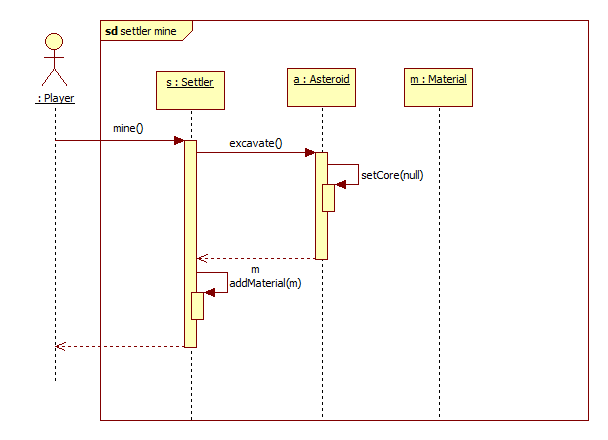 sd settler mine
: Player
s : Settler
a : Asteroid
m : Material
mine()
excavate()
setCore(null)
m
addMaterial(m)